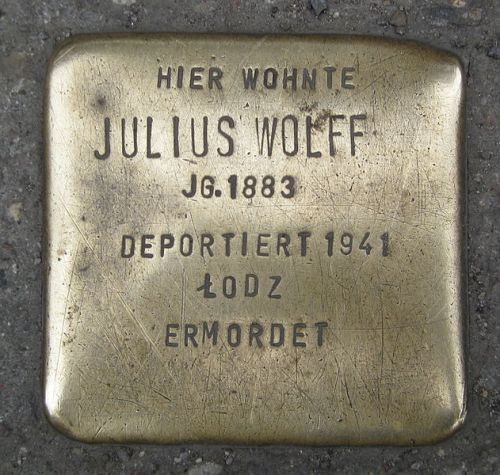 HIER WOHNTE
JULIUS WOLFF
JG. 1883
DEPORTIERT 1941
ŁODZ
ERMORDET